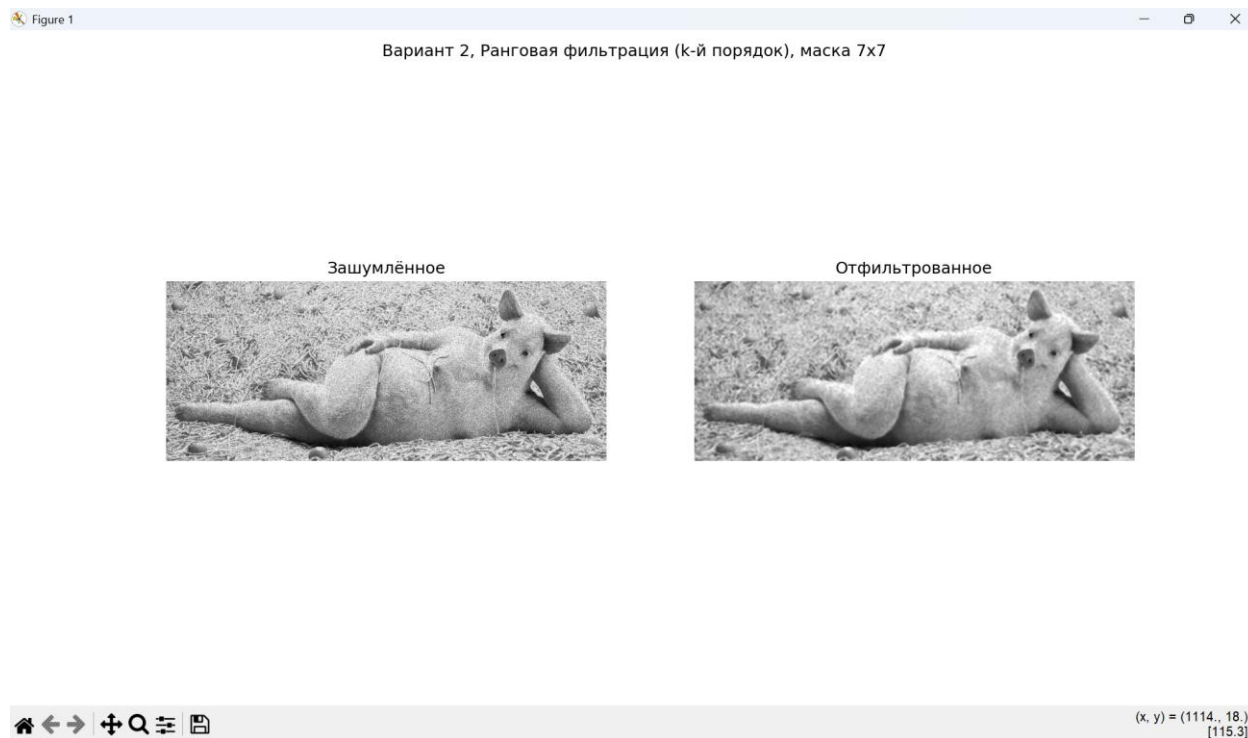 Figure 1
Вариант 2, Ранговая фильтрация (k-й порядок), маска 7x7
Зашумлённое
Отфильтрованное
(x, y) = (1114., 18.)
[115.3]